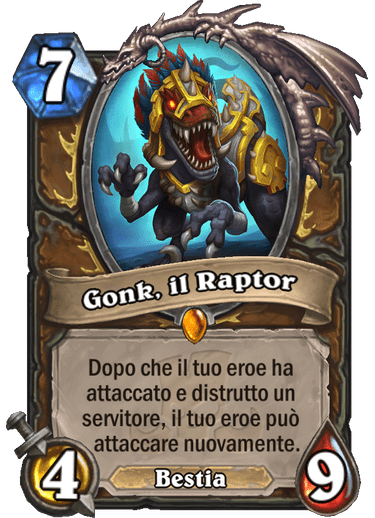 7
Gonk, il Raptor
Dopo che il tuo eroe ha
attaccato e distrutto un
servitore, il tuo eroe può
attaccare nuovamente.
4
Bestia
9